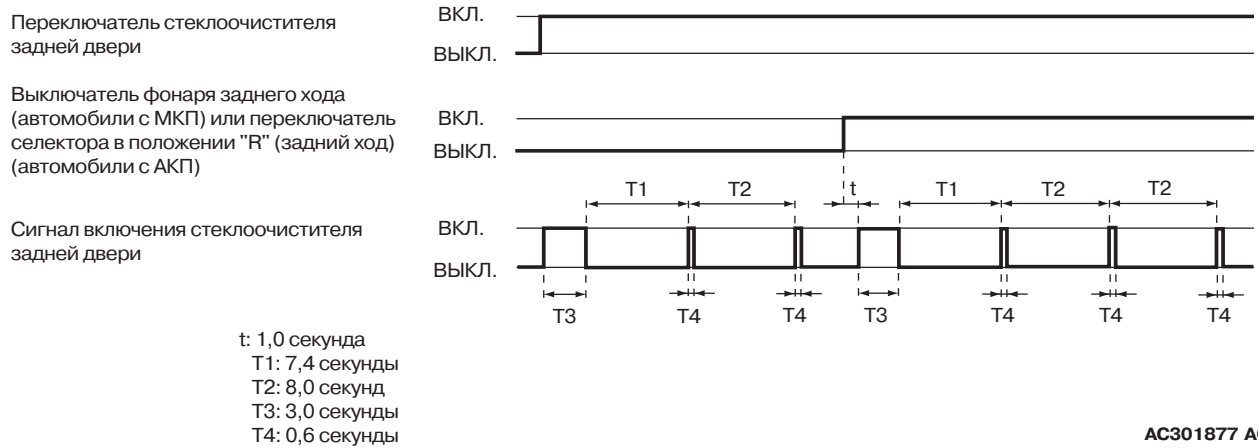 Переключатель стеклоочистителя
задней двери
ВКЛ.
ВЫКЛ.
Выключатель фонаря заднего хода
(автомобили с МКП) или переключатель
селектора в положении "R" (задний ход)
(автомобили с АКП)
ВКЛ.
ВЫКЛ.
T1 T2 t T1 T2 T2
Сигнал включения стеклоочистителя
задней двери
ВКЛ.
ВЫКЛ.
T3 T4 T4 T3 T4 T4 T4
t: 1,0 секунда
T1: 7,4 секунды
T2: 8,0 секунд
T3: 3,0 секунды
T4: 0,6 секунды
AC301877